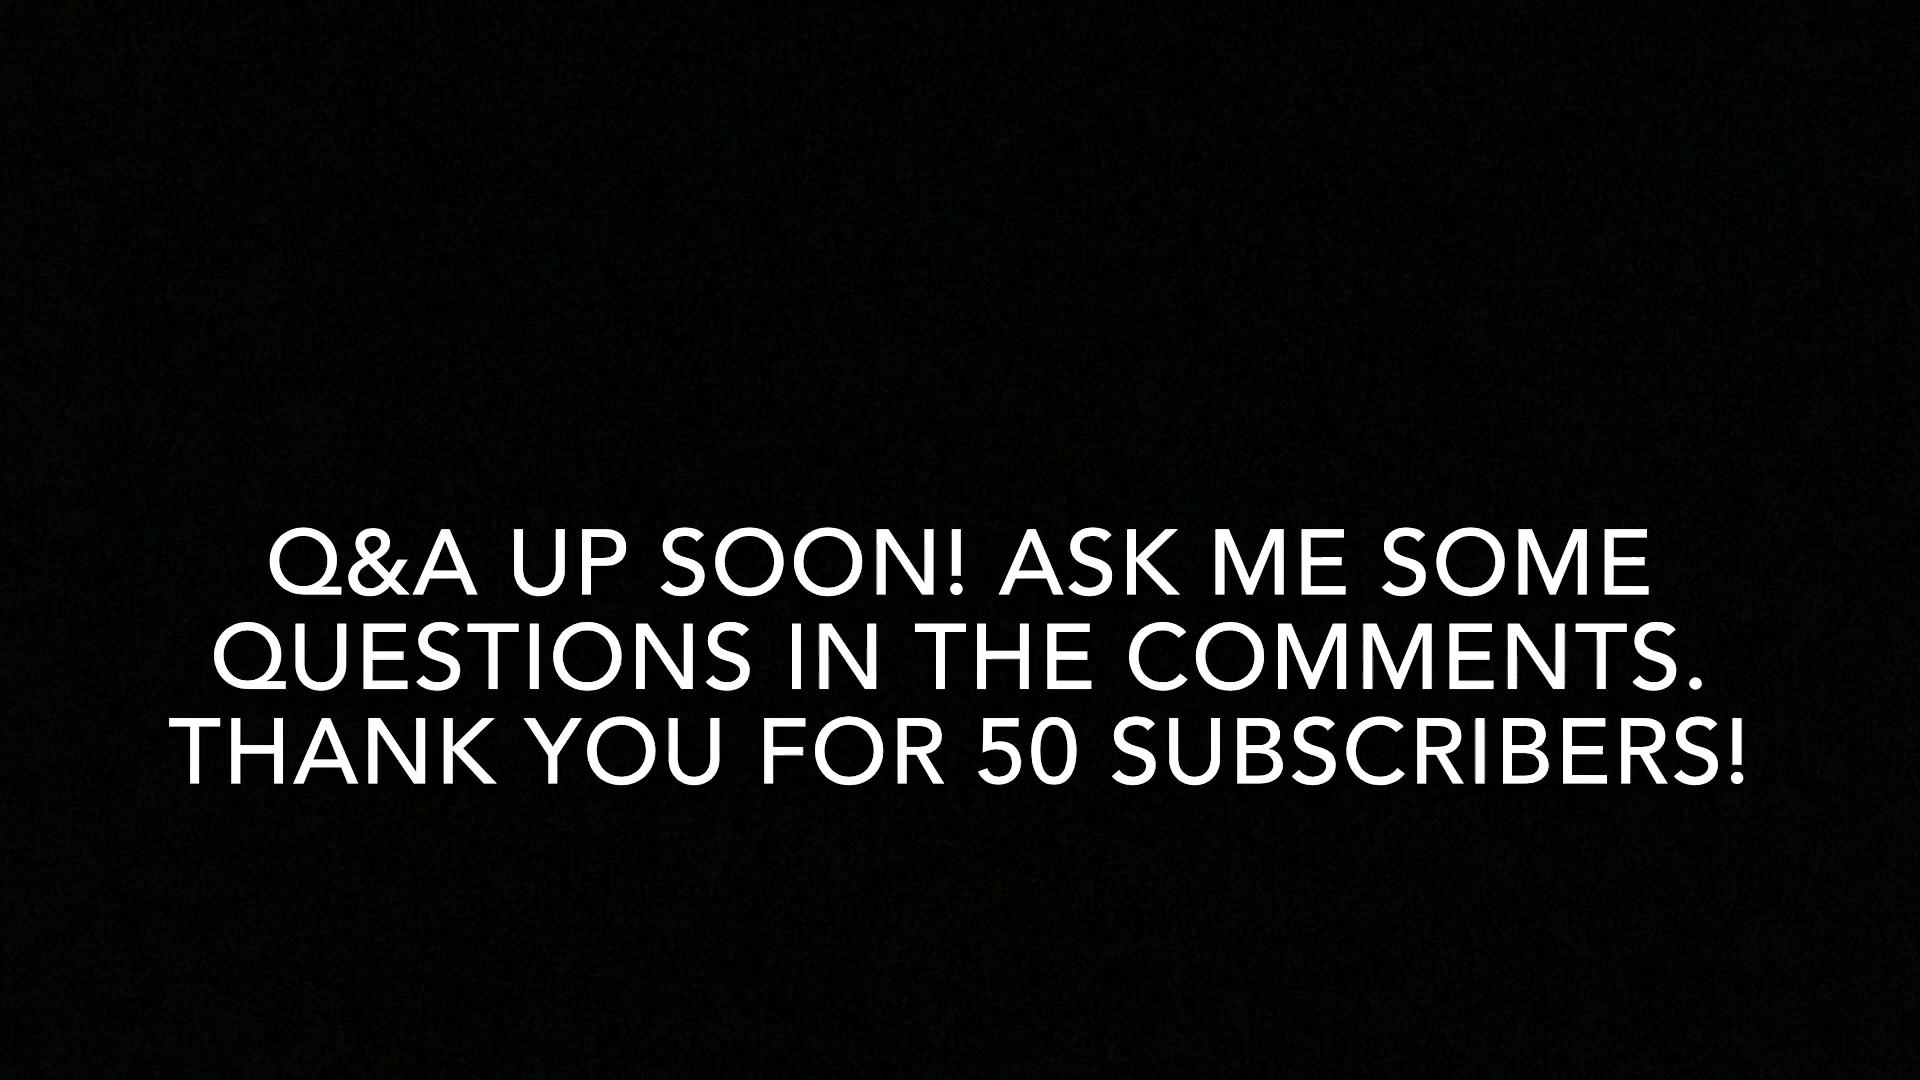 Q&A UP SOON! ASK ME SOME
QUESTIONS IN THE COMMENTS.
THANK YOU FOR 50 SUBSCRIBERS!